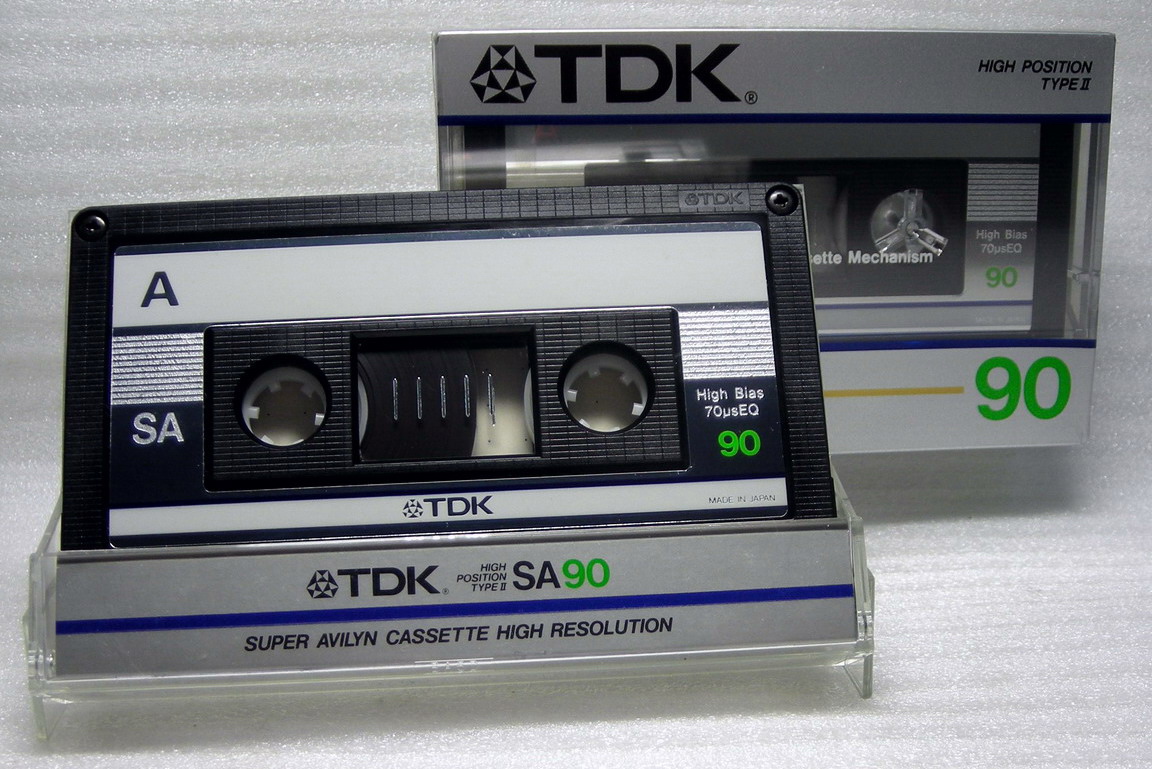 TDK®
HIGH POSITION
TYPE II
High Bias
70µsEQ
90
sette Mechanism
90
TDK
A
SA
High Bias
70µsEQ
90
TDK
MADE IN JAPAN
TDK® HIGH POSITION TYPE II SA90
SUPER AVILYN CASSETTE HIGH RESOLUTION